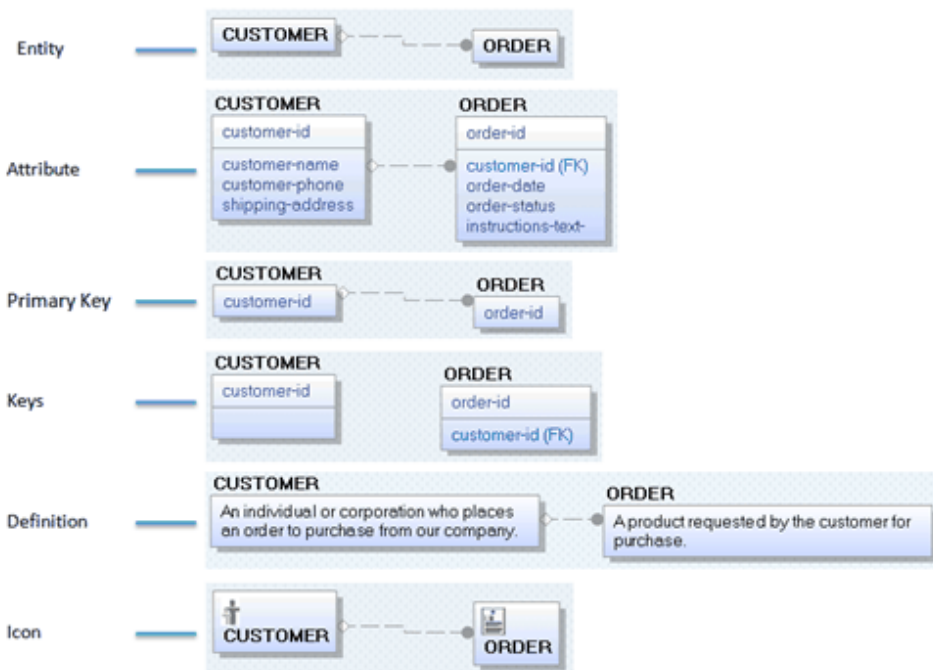 Entity
CUSTOMER
ORDER
Attribute
CUSTOMER
customer-id
customer-name
customer-phone
shipping-address
ORDER
order-id
customer-id (FK)
order-date
order-status
instructions-text-
Primary Key
CUSTOMER
customer-id
ORDER
order-id
Keys
CUSTOMER
customer-id
ORDER
order-id
customer-id (FK)
Definition
CUSTOMER
An individual or corporation who places
an order to purchase from our company.
ORDER
A product requested by the customer for
purchase.
Icon
CUSTOMER
ORDER